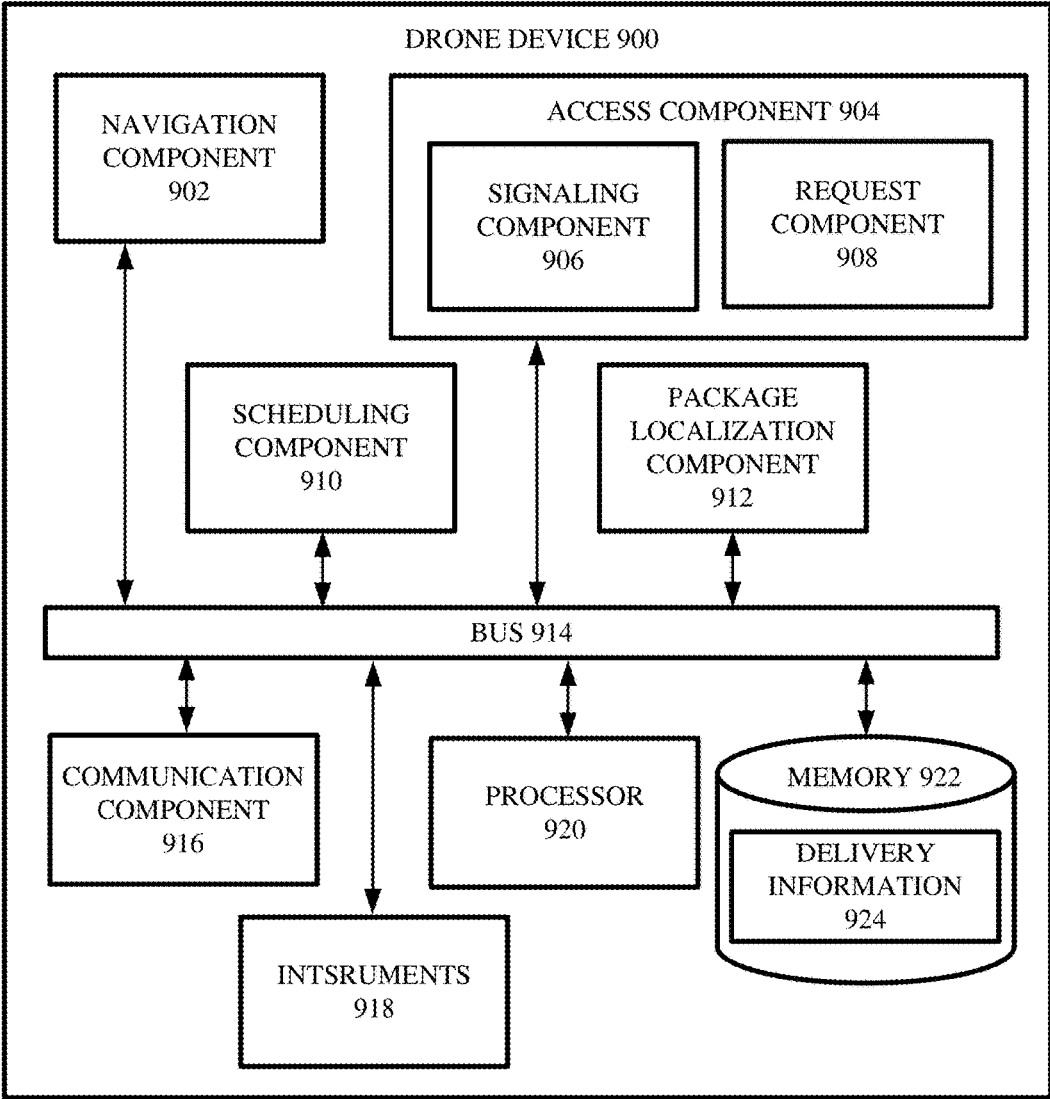 DRONE DEVICE 900
NAVIGATION
COMPONENT
902
ACCESS COMPONENT 904
SIGNALING
COMPONENT
906
REQUEST
COMPONENT
908
SCHEDULING
COMPONENT
910
PACKAGE
LOCALIZATION
COMPONENT
912
BUS 914
COMMUNICATION
COMPONENT
916
INTSRUMENTS
918
PROCESSOR
920
MEMORY 922
DELIVERY
INFORMATION
924